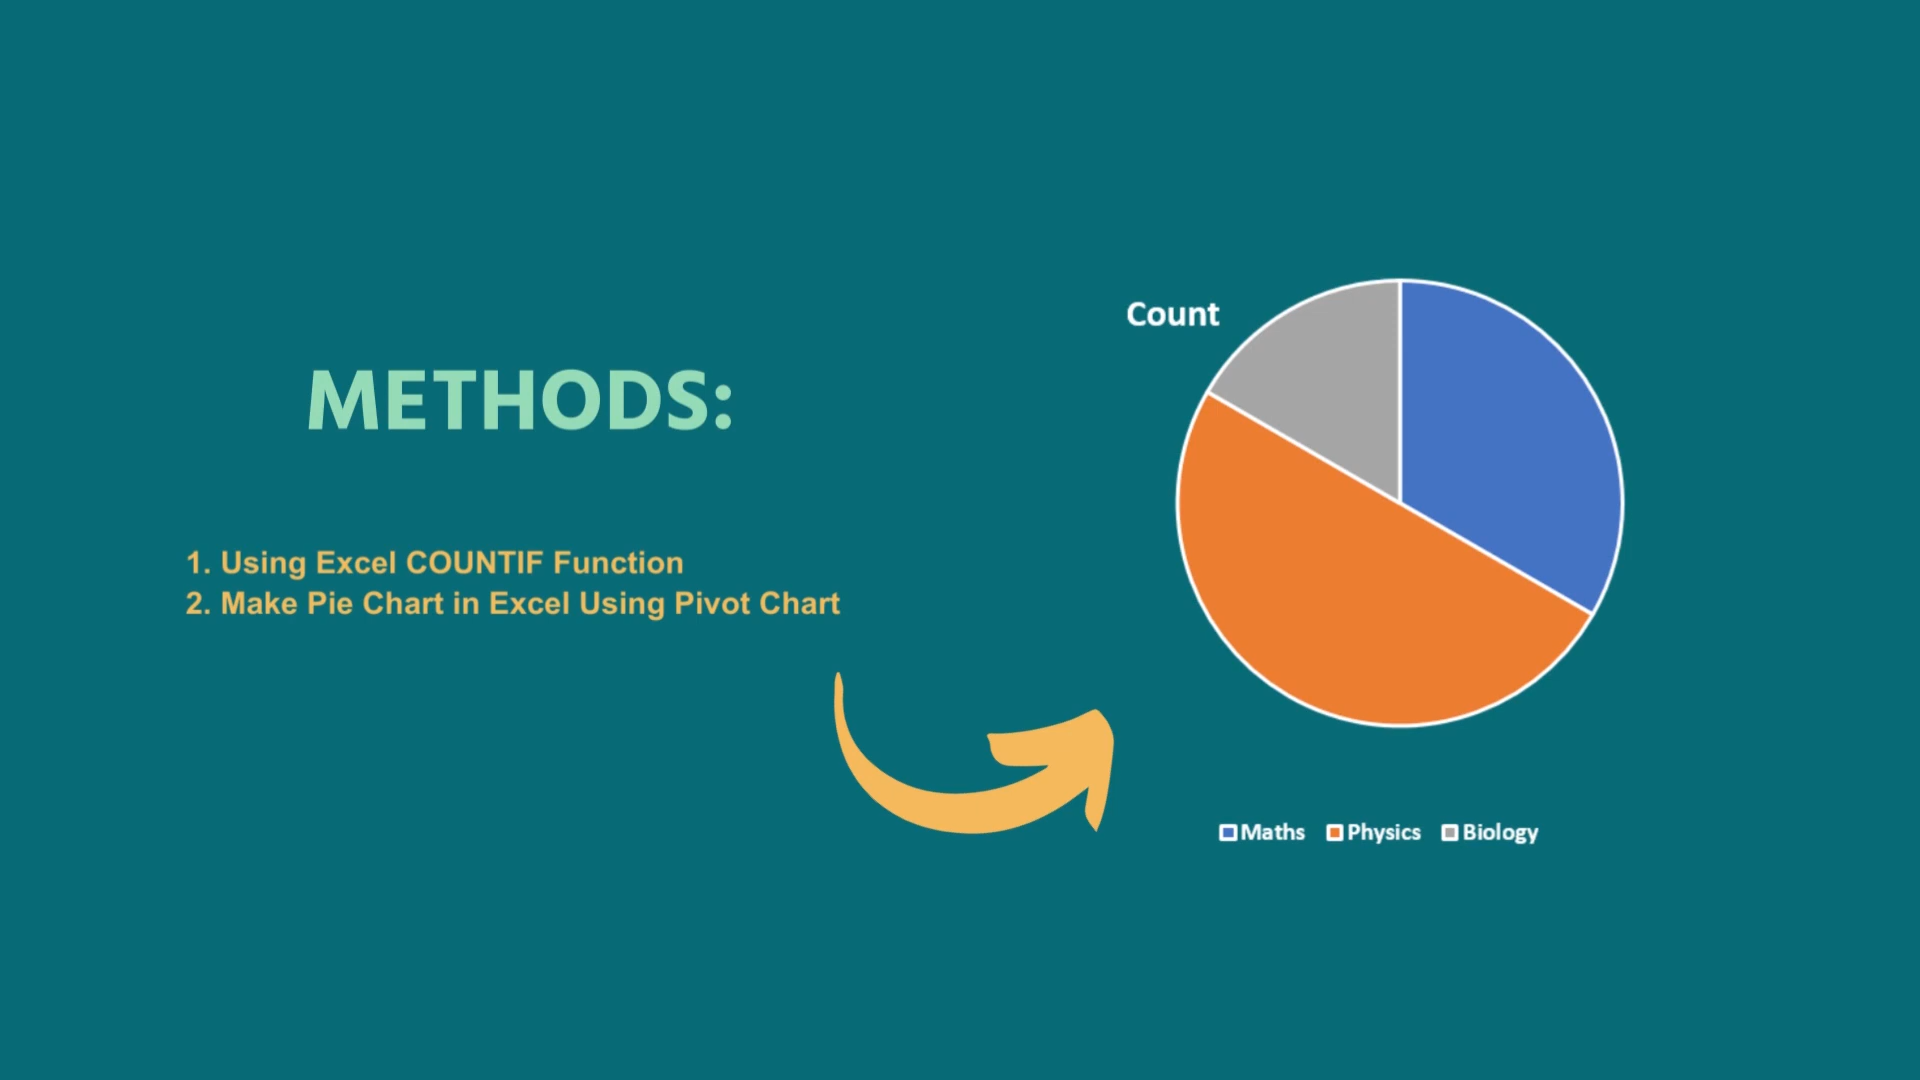 METHODS:
1. Using Excel COUNTIF Function
2. Make Pie Chart in Excel Using Pivot Chart
Count
Maths Physics Biology